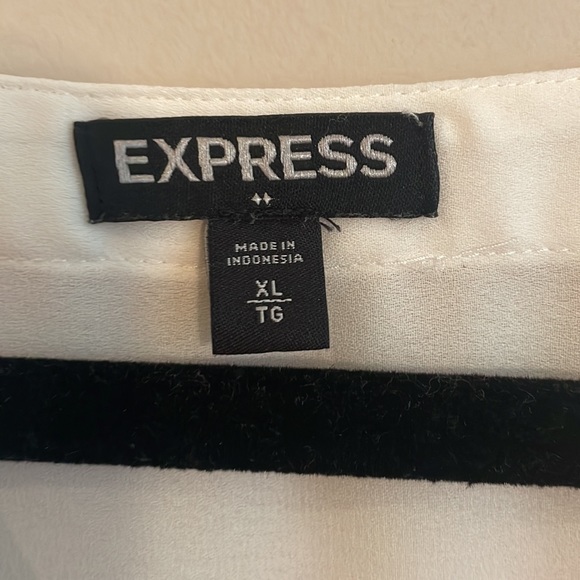 EXPRESS
MADE IN
INDONESIA
XL
TG